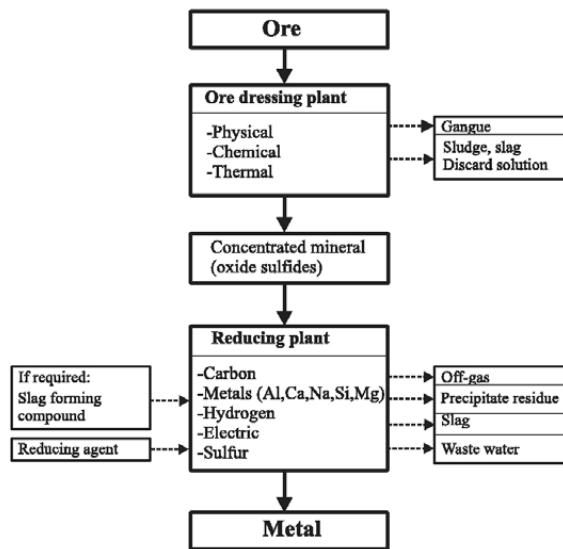 Ore
Ore dressing plant
-Physical
-Chemical
-Thermal
Gangue
Sludge, slag
Discard solution
Concentrated mineral
(oxide sulfides)
Reducing plant
-Carbon
-Metals (Al,Ca,Na,Si,Mg)
-Hydrogen
-Electric
-Sulfur
If required:
Slag forming
compound
Reducing agent
Off-gas
Precipitate residue
Slag
Waste water
Metal